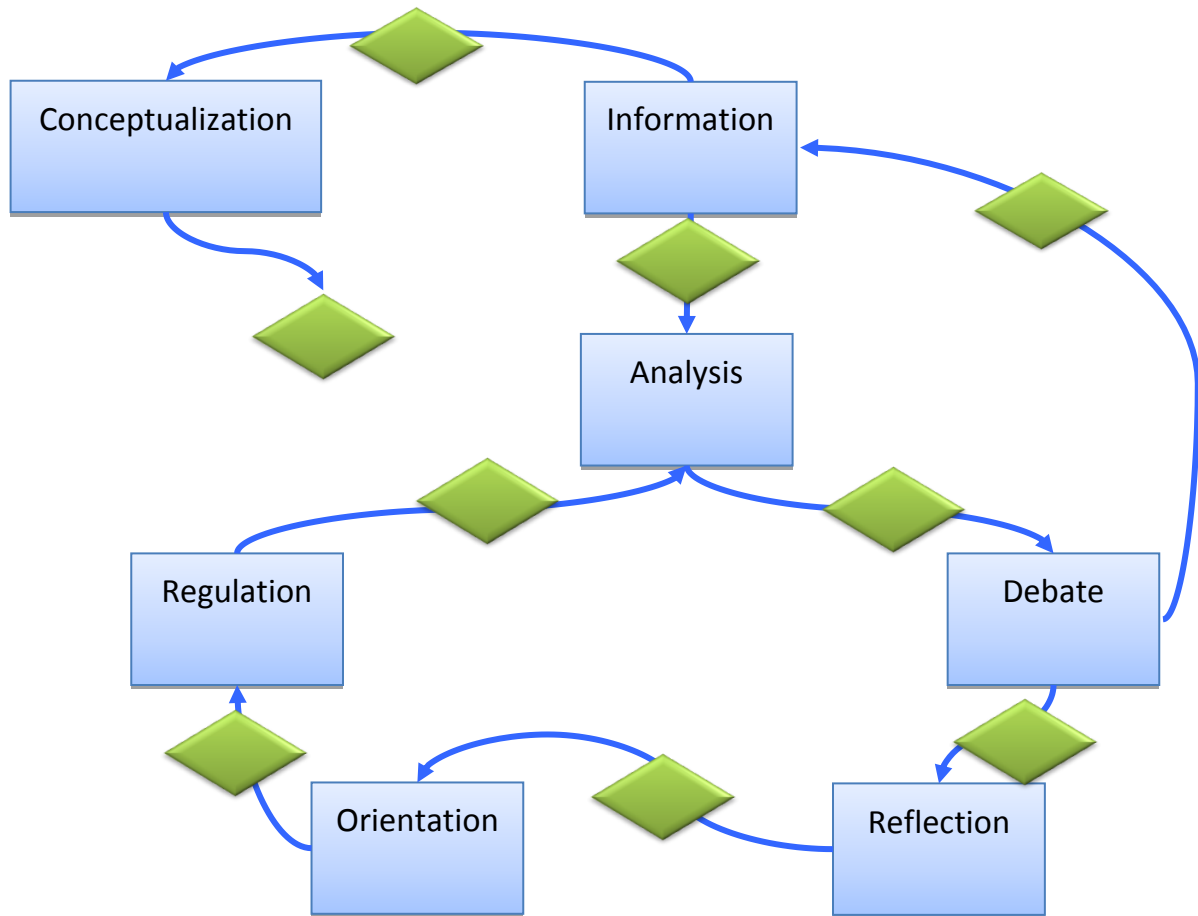 Conceptualization
Information
Analysis
Regulation
Debate
Orientation
Reflection